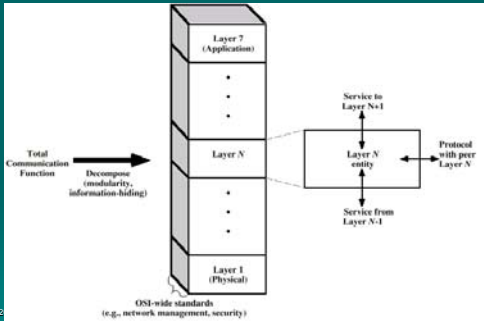 Layer 7
(Application)
Total
Communication
Function
Decompose
(modularity,
information-hiding)
Layer N
Service to
Layer N+1
Layer N
entity
Protocol
with peer
Layer N
Service from
Layer N-1
Layer 1
(Physical)
OSI-wide standards
(e.g., network management, security)